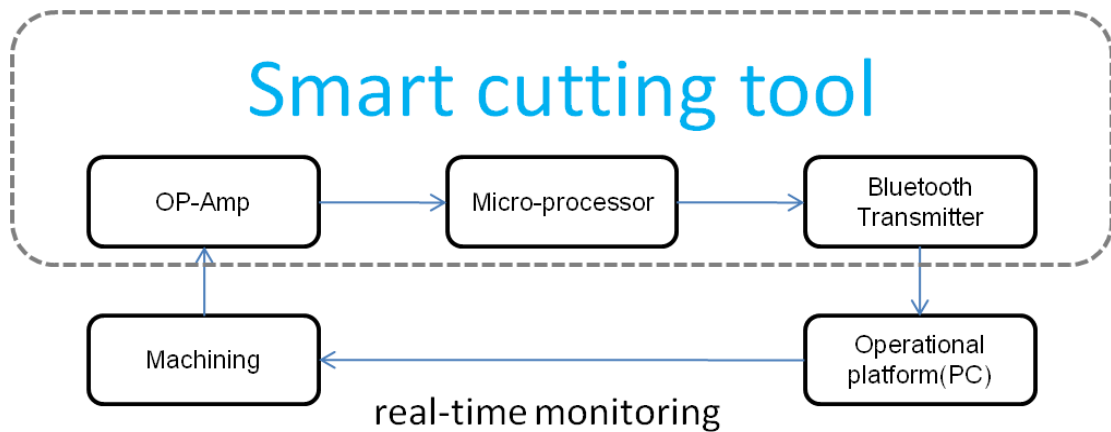 Smart cutting tool
OP-Amp
Micro-processor
Bluetooth
Transmitter
Machining
Operational
platform(PC)
real-time monitoring